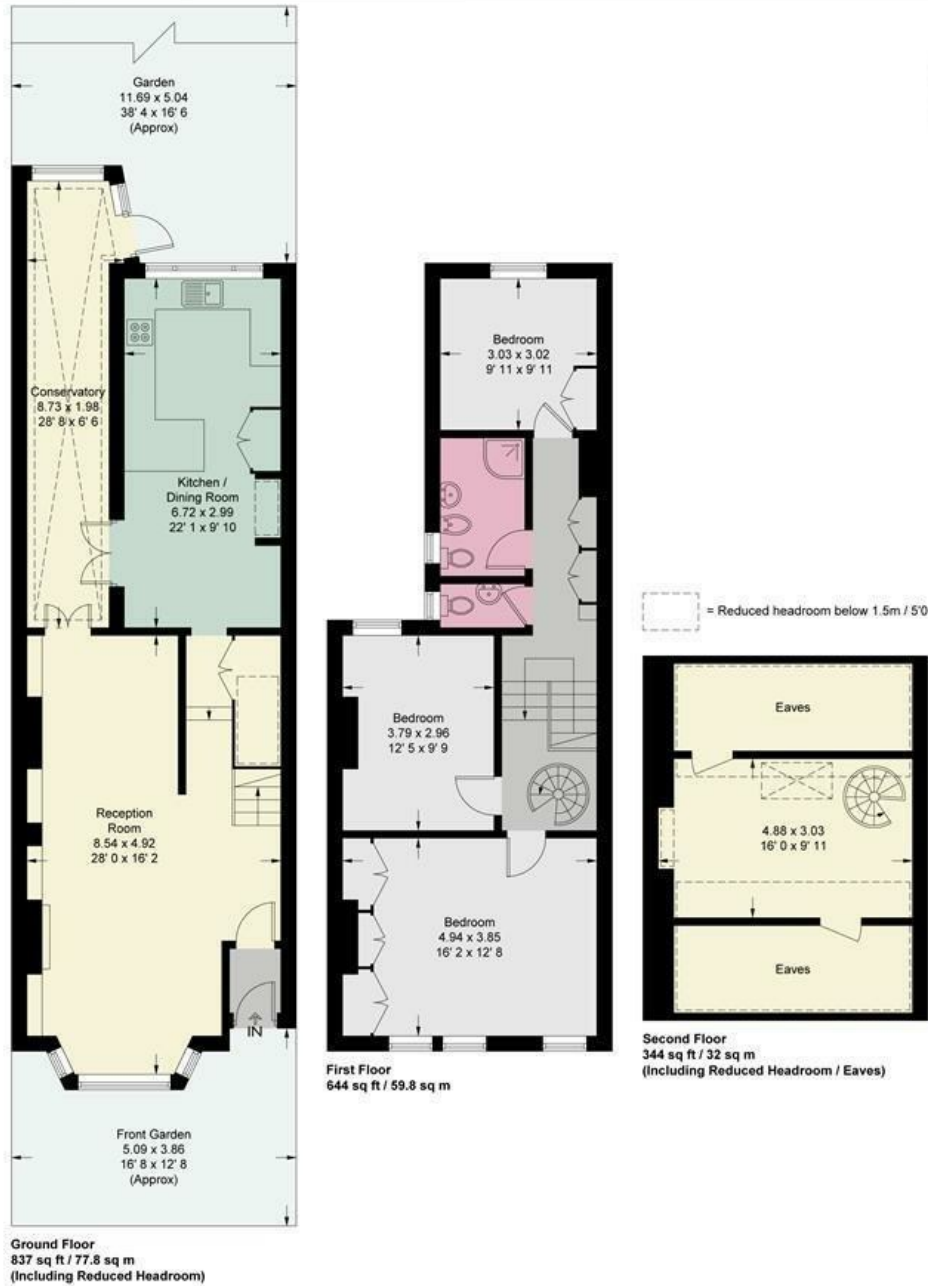 Garden
11.69 x 5.04
38' 4 x 16' 6
(Approx)
Conservatory
8.73 x 1.98
28' 8 x 6' 6
Kitchen /
Dining Room
6.72 x 2.99
22' 1 x 9' 10
Reception
Room
8.54 x 4.92
28' 0 x 16' 2
IN
Front Garden
5.09 x 3.86
16' 8 x 12' 8
(Approx)
Ground Floor
837 sq ft / 77.8 sq m
(Including Reduced Headroom)
Bedroom
3.03 x 3.02
9' 11 x 9' 11
Bedroom
3.79 x 2.96
12' 5 x 9' 9
Bedroom
4.94 x 3.85
16' 2 x 12' 8
First Floor
644 sq ft / 59.8 sq m
= Reduced headroom below 1.5m / 5'0
Eaves
4.88 x 3.03
16' 0 x 9' 11
Eaves
Second Floor
344 sq ft / 32 sq m
(Including Reduced Headroom / Eaves)